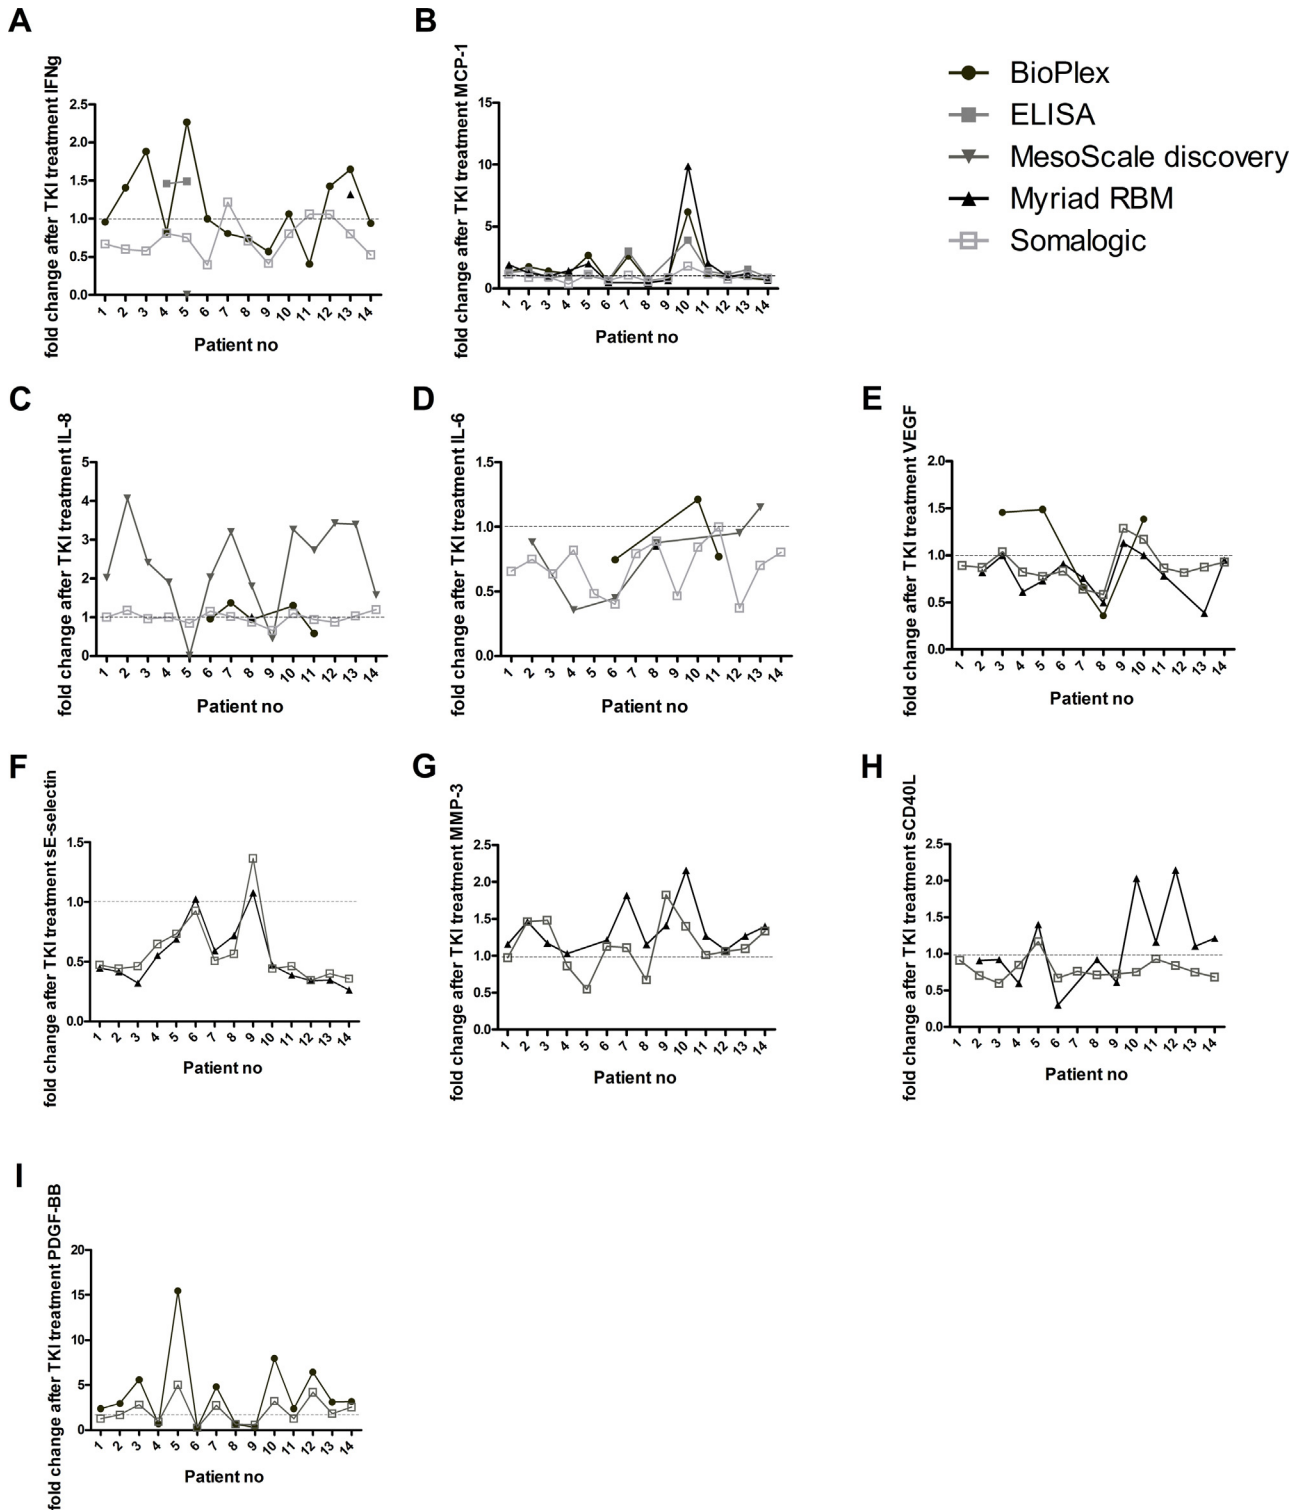 A
fold change after TKI treatment IFNg
2.5
2.0
1.5
1.0
0.5
0.0
1 2 3 4 5 6 7 8 9 10 11 12 13 14
Patient no
B
fold change after TKI treatment MCP-1
15
10
5
0
1 2 3 4 5 6 7 8 9 10 11 12 13 14
Patient no
BioPlex
ELISA
MesoScale discovery
Myriad RBM
Somalogic
C
fold change after TKI treatment IL-8
5
4
3
2
1
0
1 2 3 4 5 6 7 8 9 10 11 12 13 14
Patient no
D
fold change after TKI treatment IL-6
1.5
1.0
0.5
0.0
1 2 3 4 5 6 7 8 9 10 11 12 13 14
Patient no
E
fold change after TKI treatment VEGF
2.0
1.5
1.0
0.5
0.0
1 2 3 4 5 6 7 8 9 10 11 12 13 14
Patient no
F
fold change after TKI treatment sE-selectin
1.5
1.0
0.5
0.0
1 2 3 4 5 6 7 8 9 10 11 12 13 14
Patient no
G
fold change after TKI treatment MMP-3
2.5
2.0
1.5
1.0
0.5
0.0
1 2 3 4 5 6 7 8 9 10 11 12 13 14
Patient no
H
fold change after TKI treatment sCD40L
2.5
2.0
1.5
1.0
0.5
0.0
1 2 3 4 5 6 7 8 9 10 11 12 13 14
Patient no
I
fold change after TKI treatment PDGF-BB
20
15
10
5
0
1 2 3 4 5 6 7 8 9 10 11 12 13 14
Patient no